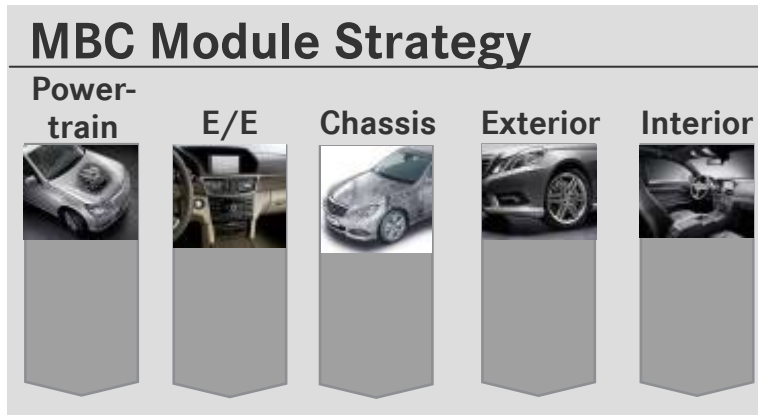 MBC Module Strategy
Power-
train
E/E
Chassis
Exterior
Interior